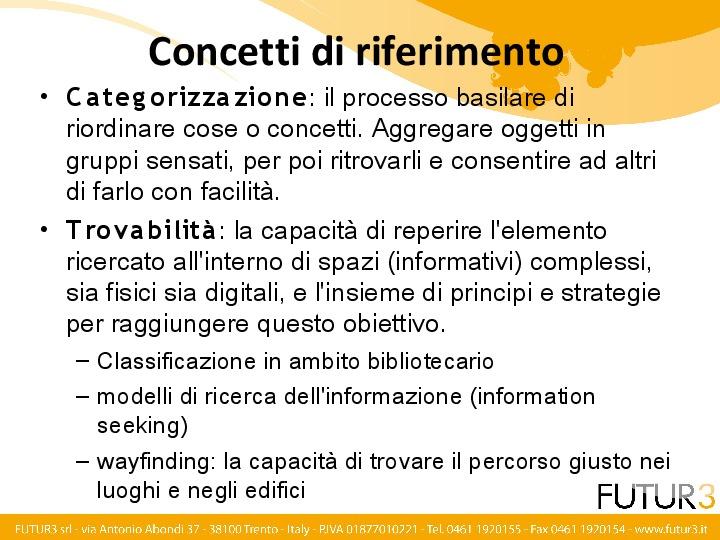 Concetti di riferimento
• Categorizzazione: il processo basilare di
riordinare cose o concetti. Aggregare oggetti in
gruppi sensati, per poi ritrovarli e consentire ad altri
di farlo con facilità.
• Trovabilità: la capacità di reperire l'elemento
ricercato all'interno di spazi (informativi) complessi,
sia fisici sia digitali, e l'insieme di principi e strategie
per raggiungere questo obiettivo.
– Classificazione in ambito bibliotecario
– modelli di ricerca dell'informazione (information
seeking)
– wayfinding: la capacità di trovare il percorso giusto nei
luoghi e negli edifici
FUTUR3
FUTUR3 srl - via Antonio Abondi 37 - 38100 Trento - Italy - P.IVA 01877010221 - Tel. 0461 1920155 - Fax 0461 1920154 - www.futur3.it